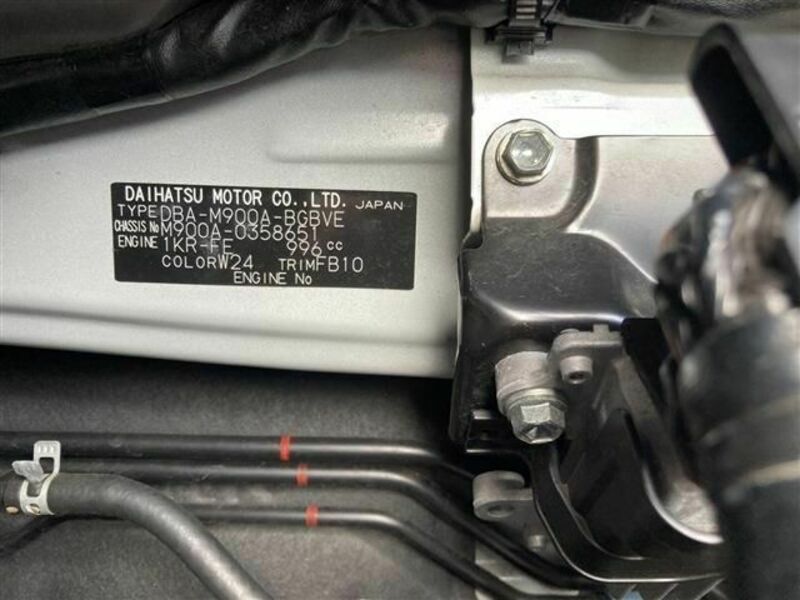 DAIHATSU MOTOR CO.,LTD. JAPAN
TYPE DBA-M900A-BGBVE
CHASSIS No M900A-0358651
ENGINE 1KR-FE 996cc
COLOR W24 TRIM FB10
ENGINE No